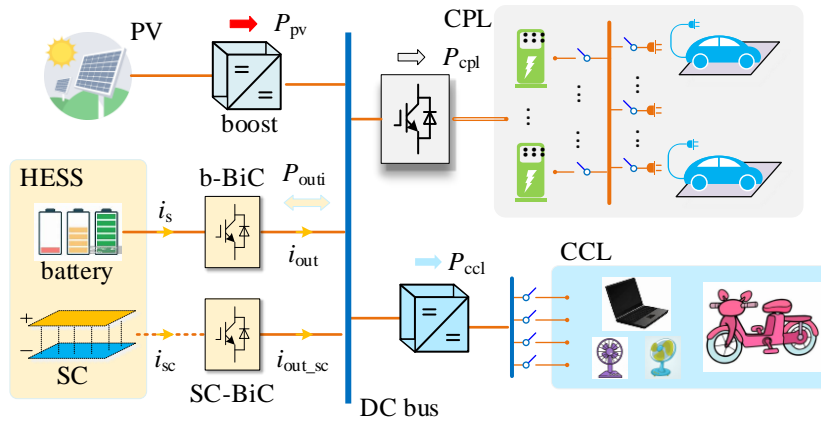 PV
P_pv
boost
HESS
battery
i_s
b-BiC
P_outi
i_out
+
−
SC
i_sc
SC-BiC
i_out_sc
DC bus
CPL
P_cpl
CCL
P_ccl